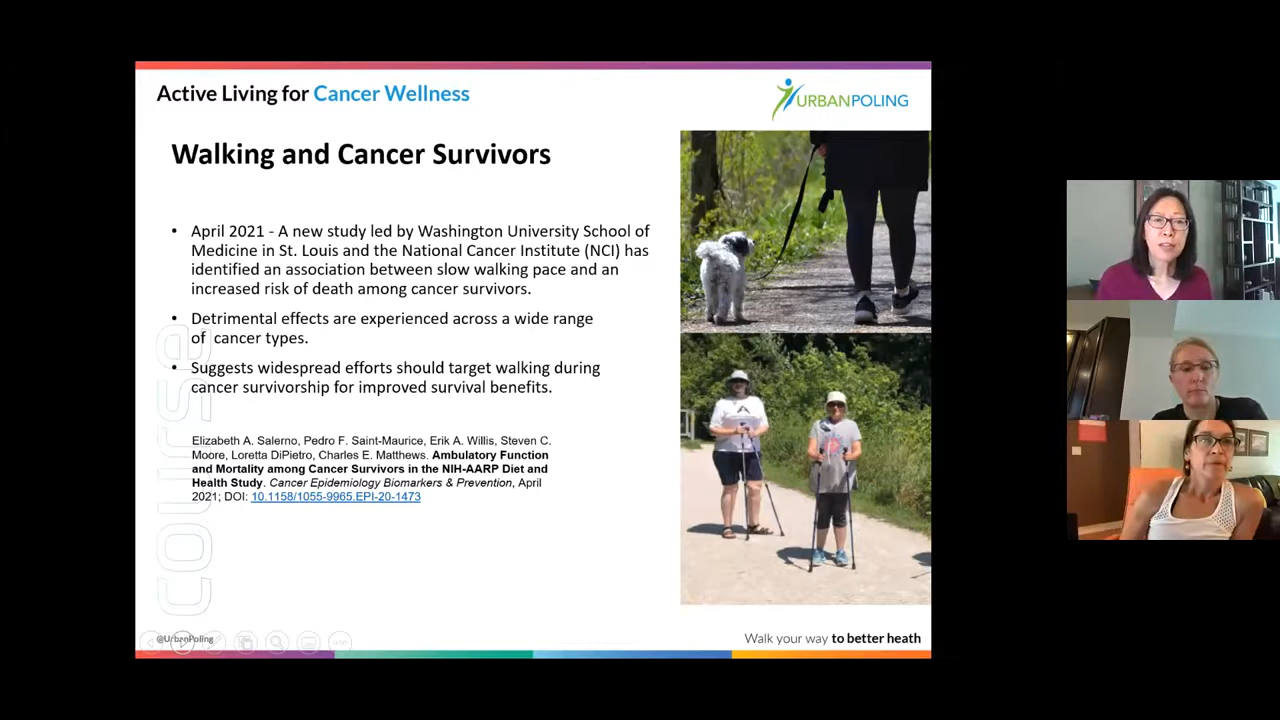 Active Living for Cancer Wellness
URBANPOLING
Walking and Cancer Survivors
• April 2021 - A new study led by Washington University School of
Medicine in St. Louis and the National Cancer Institute (NCI) has
identified an association between slow walking pace and an
increased risk of death among cancer survivors.
• Detrimental effects are experienced across a wide range
of  cancer types.
• Suggests widespread efforts should target walking during
cancer survivorship for improved survival benefits.
Elizabeth A. Salerno, Pedro F. Saint-Maurice, Erik A. Willis, Steven C.
Moore, Loretta DiPietro, Charles E. Matthews. Ambulatory Function
and Mortality among Cancer Survivors in the NIH-AARP Diet and
Health Study. Cancer Epidemiology Biomarkers & Prevention, April
2021; DOI: 10.1158/1055-9965.EPI-20-1473
course
@UrbanPoling
Walk your way to better heath